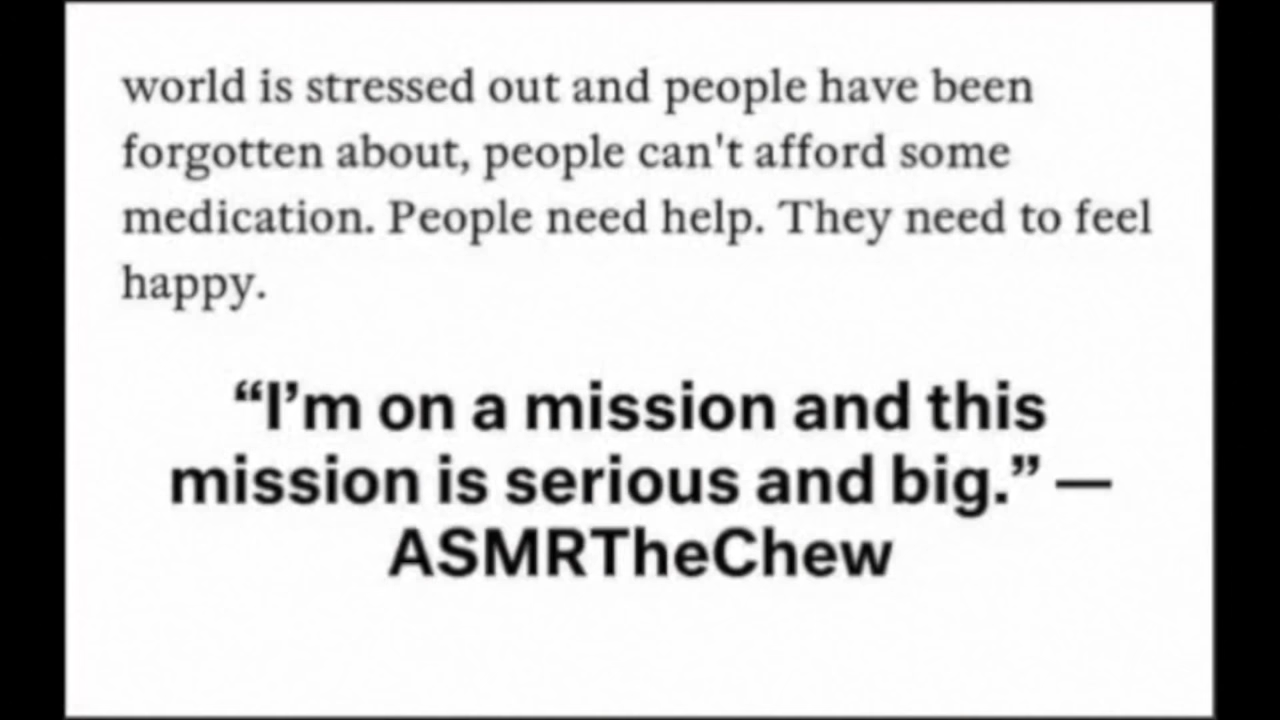 world is stressed out and people have been
forgotten about, people can't afford some
medication. People need help. They need to feel
happy.
“I’m on a mission and this
mission is serious and big.” —
ASMRTheChew